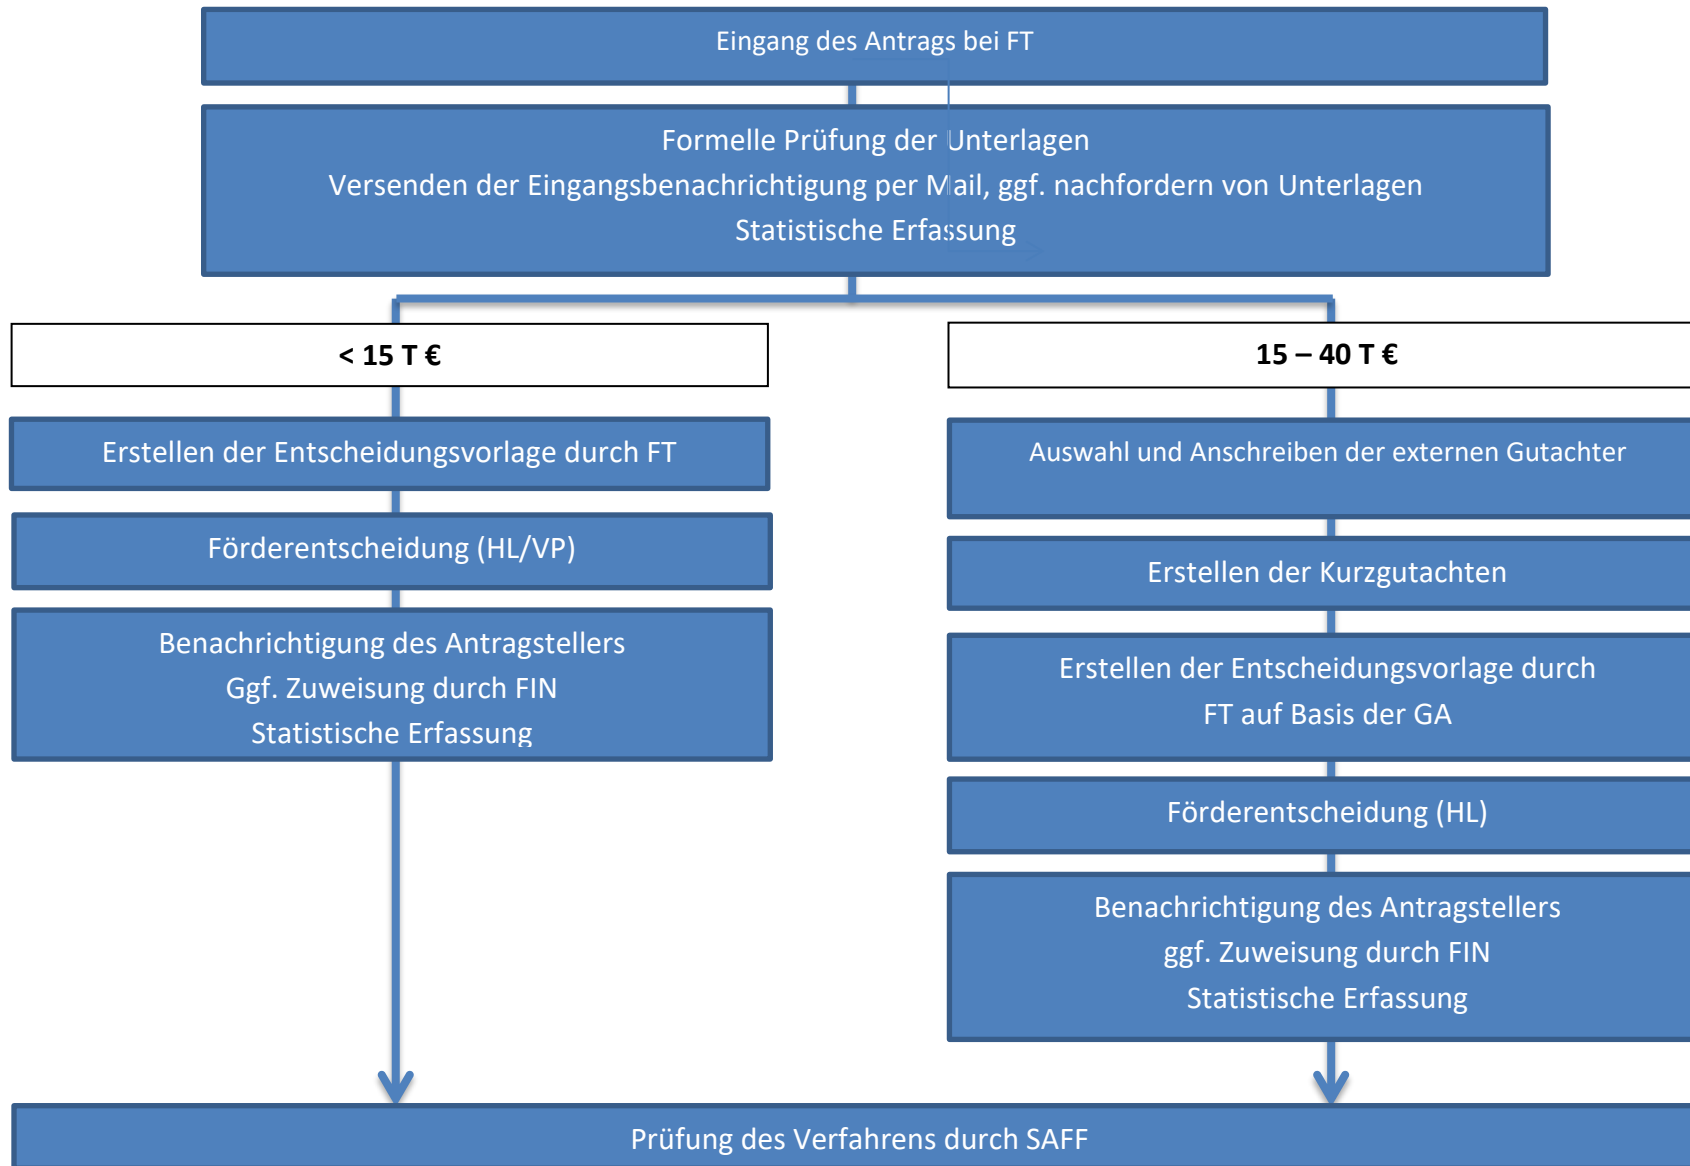 Eingang des Antrags bei FT
Formelle Prüfung der Unterlagen
Versenden der Eingangsbenachrichtigung per Mail, ggf. nachfordern von Unterlagen
Statistische Erfassung
< 15 T €
Erstellen der Entscheidungsvorlage durch FT
Förderentscheidung (HL/VP)
Benachrichtigung des Antragstellers
Ggf. Zuweisung durch FIN
Statistische Erfassung
15 – 40 T €
Auswahl und Anschreiben der externen Gutachter
Erstellen der Kurzgutachten
Erstellen der Entscheidungsvorlage durch
FT auf Basis der GA
Förderentscheidung (HL)
Benachrichtigung des Antragstellers
ggf. Zuweisung durch FIN
Statistische Erfassung
Prüfung des Verfahrens durch SAFF